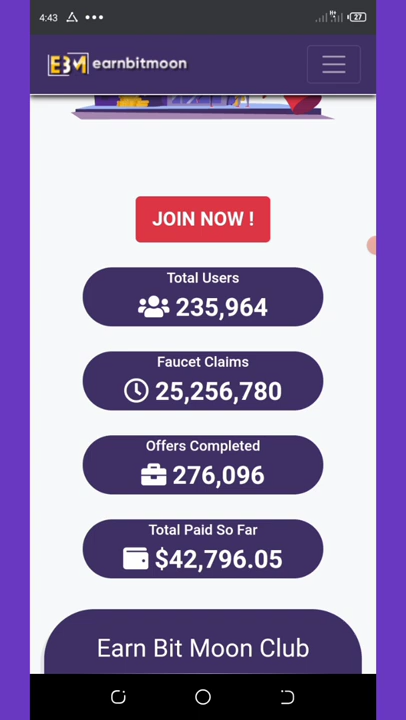 4:43
27
EBM earnbitmoon
JOIN NOW !
Total Users
235,964
Faucet Claims
25,256,780
Offers Completed
276,096
Total Paid So Far
$42,796.05
Earn Bit Moon Club